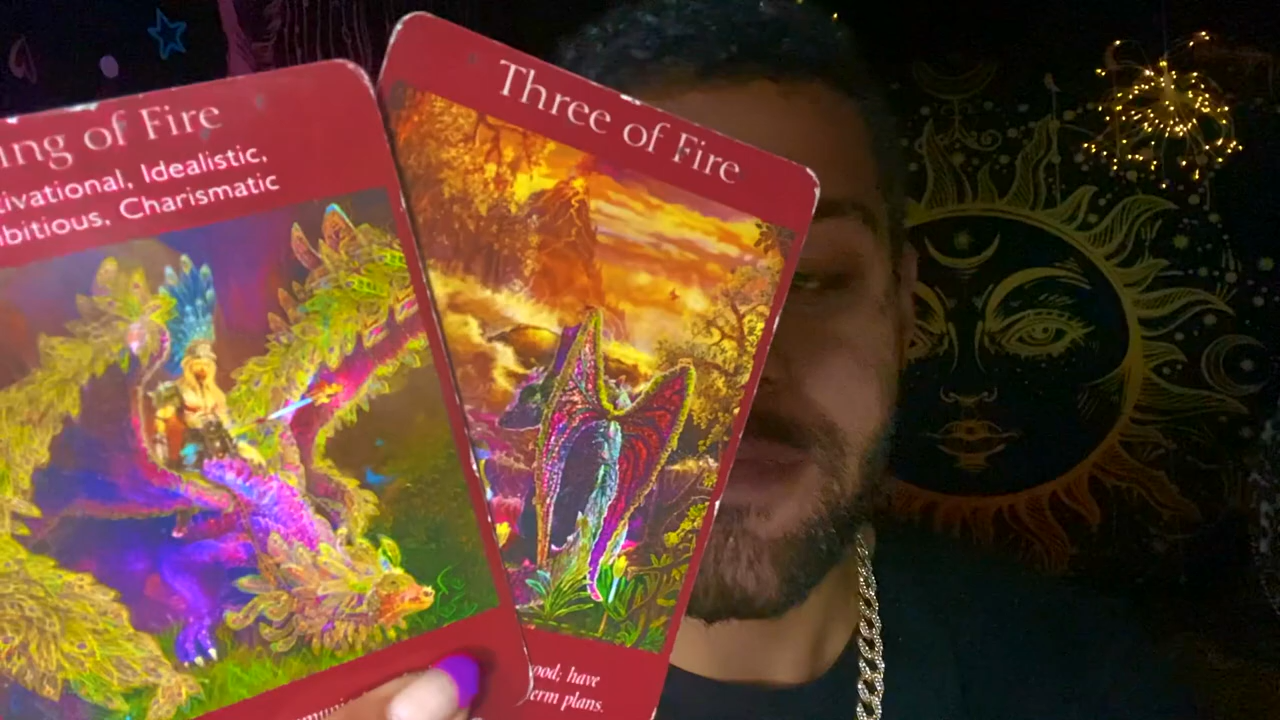 ing of Fire
tivational, Idealistic,
bitious, Charismatic
Three of Fire
ood; have
erm plans.